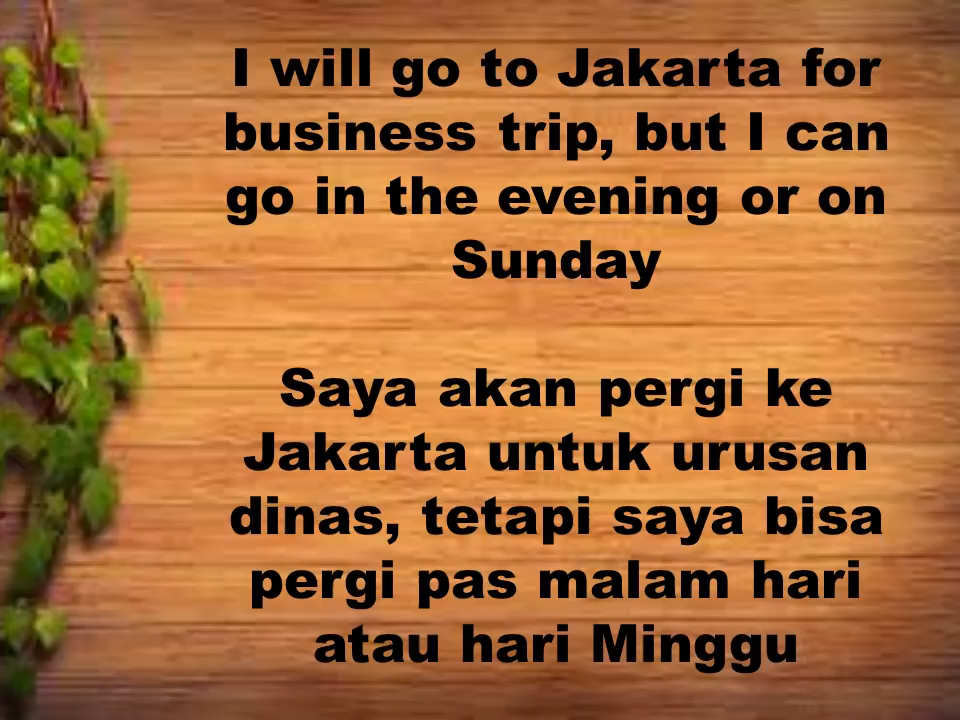 I will go to Jakarta for
business trip, but I can
go in the evening or on
Sunday
Saya akan pergi ke
Jakarta untuk urusan
dinas, tetapi saya bisa
pergi pas malam hari
atau hari Minggu